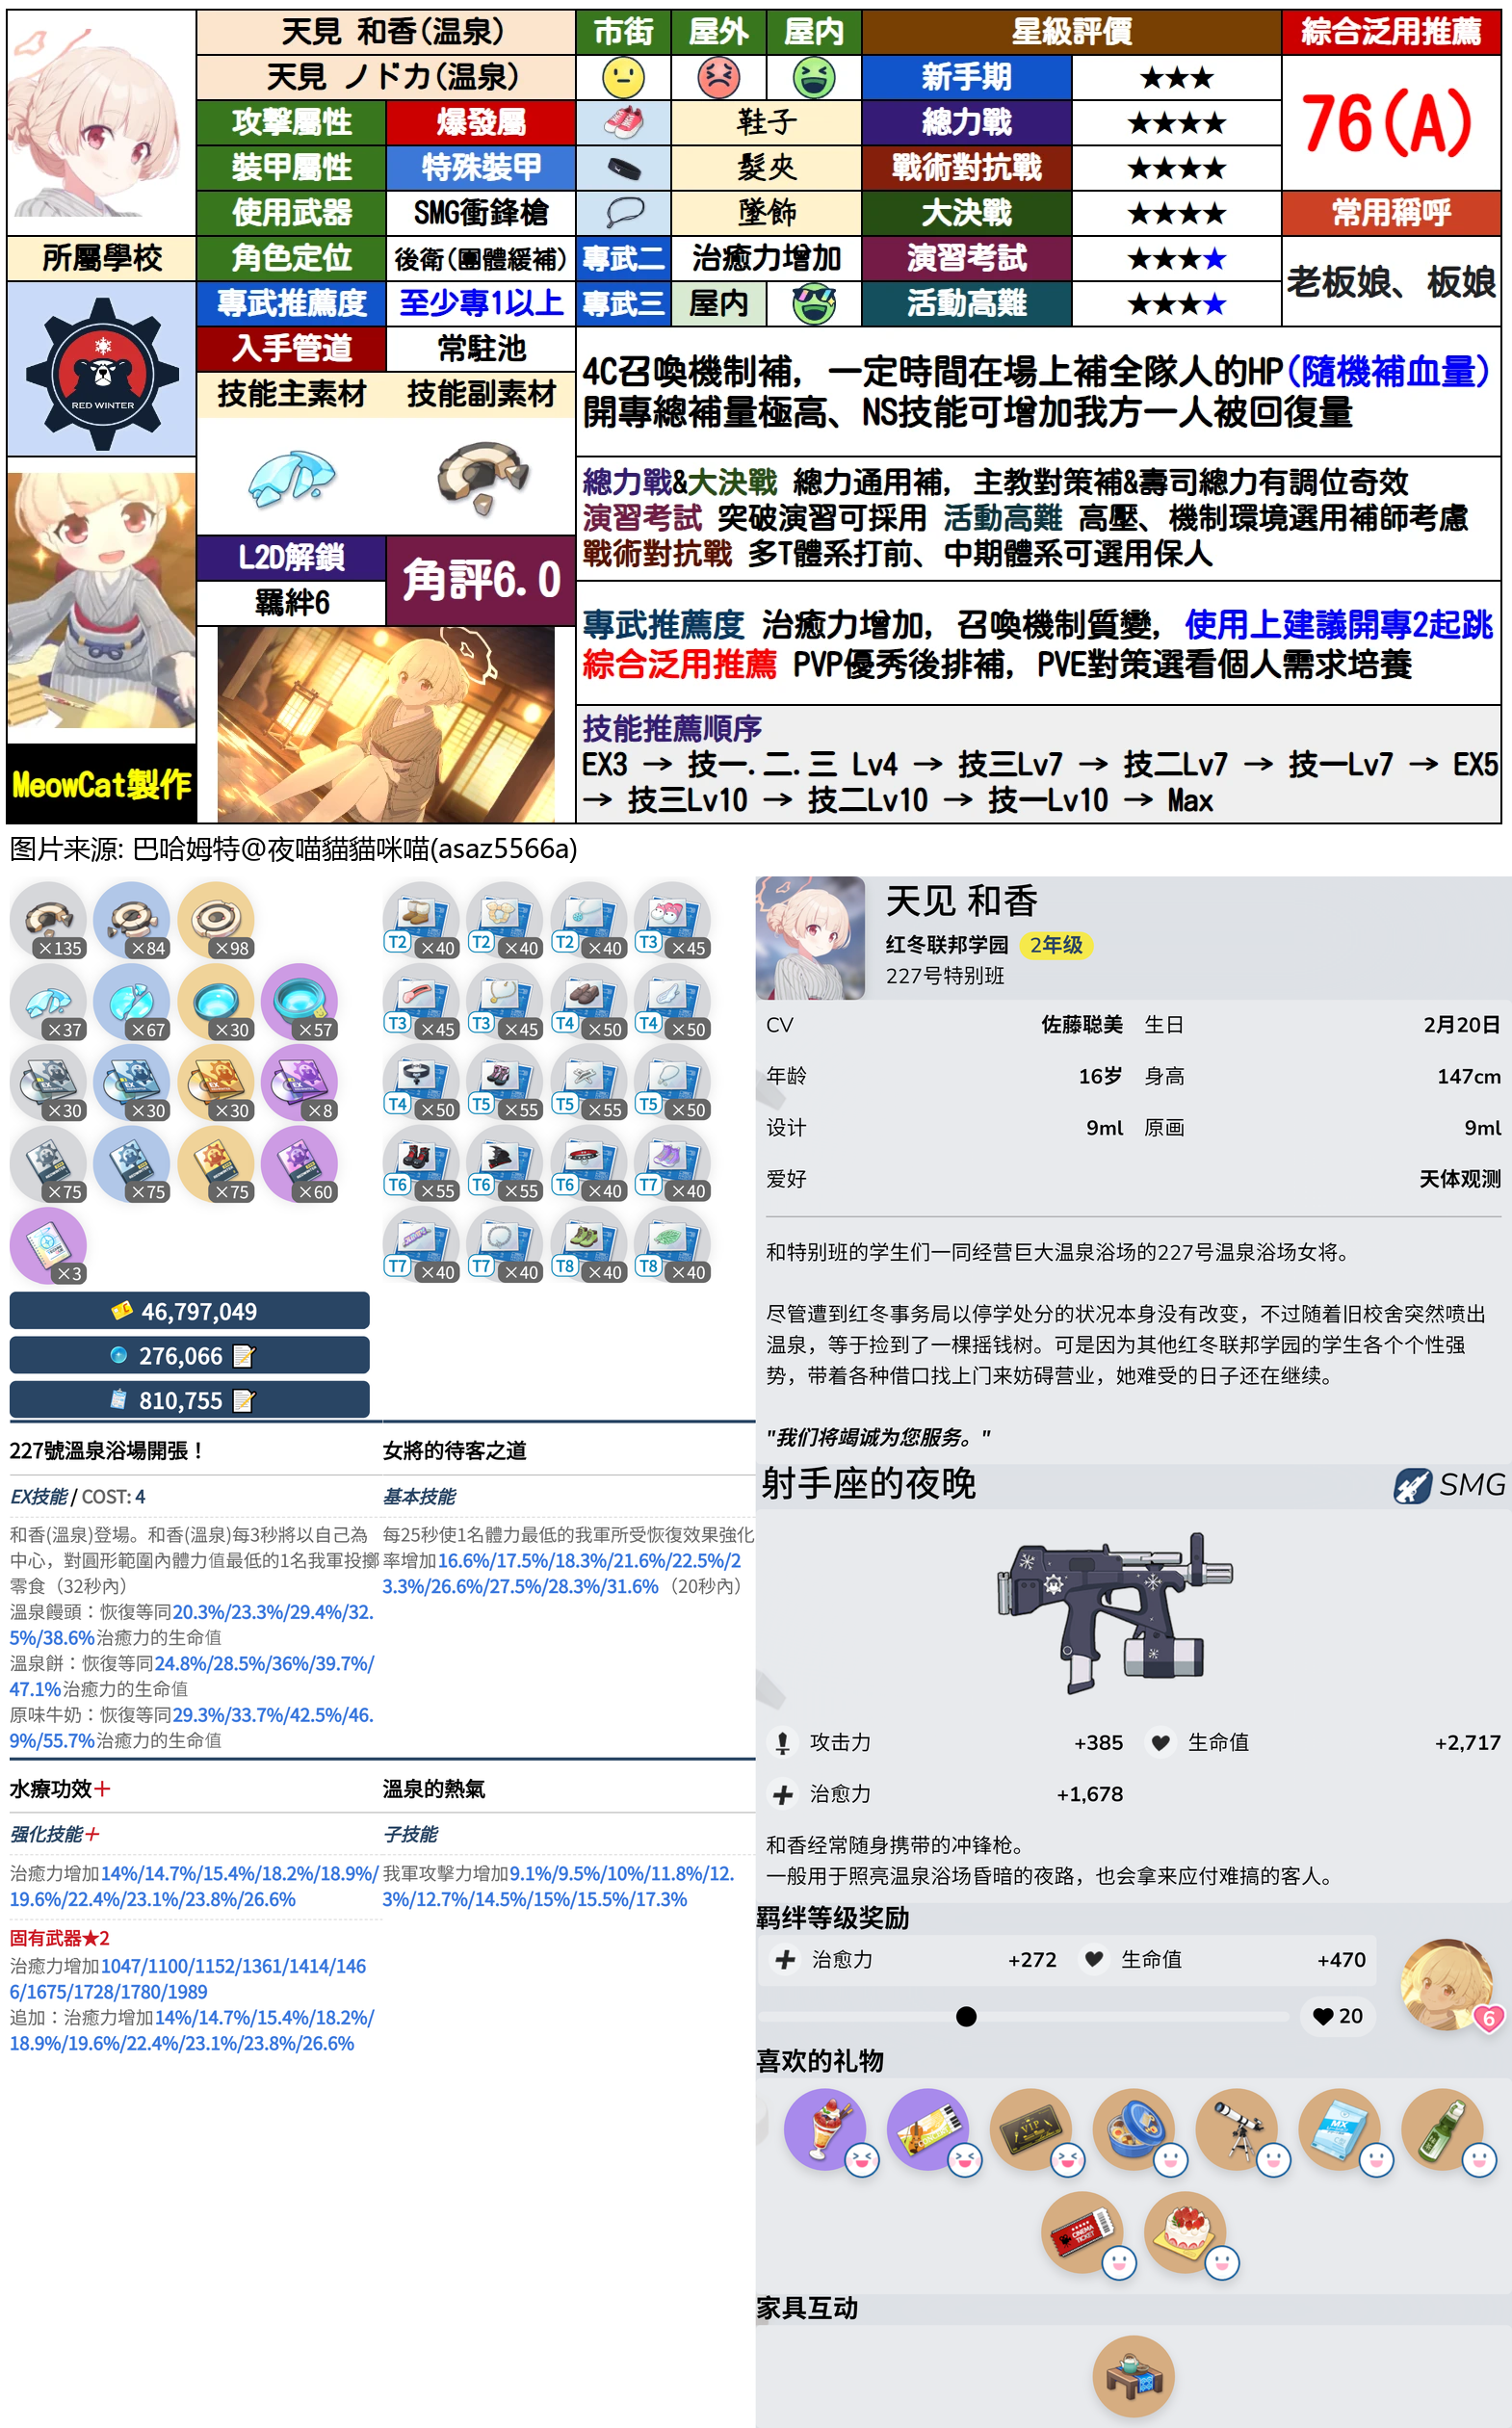 天見 和香(温泉)
天見 ノドカ(温泉)
攻擊屬性 爆發屬
裝甲屬性 特殊裝甲
使用武器 SMG衝鋒槍
角色定位 後衛(團體緩補)
專武推薦度 至少專1以上
入手管道 常駐池
技能主素材 技能副素材
L2D解鎖
羈絆6
角評6.0
所屬學校
RED WINTER
MeowCat製作
市街 屋外 屋内
鞋子
髮夾
墜飾
專武二 治癒力增加
專武三 屋内
星級評價
新手期 ★★★
總力戰 ★★★★
戰術對抗戰 ★★★★
大決戰 ★★★★
演習考試 ★★★★
活動高難 ★★★★
綜合泛用推薦
76(A)
常用稱呼
老板娘、板娘
4C召喚機制補, 一定時間在場上補全隊人的HP(隨機補血量)
開專總補量極高、NS技能可增加我方一人被回復量
總力戰&大決戰 總力通用補, 主教對策補&壽司總力有調位奇效
演習考試 突破演習可採用 活動高難 高壓、機制環境選用補師考慮
戰術對抗戰 多T體系打前、中期體系可選用保人
專武推薦度 治癒力增加, 召喚機制質變, 使用上建議開專2起跳
綜合泛用推薦 PVP優秀後排補, PVE對策選看個人需求培養
技能推薦順序
EX3 → 技一.二.三 Lv4 → 技三Lv7 → 技二Lv7 → 技一Lv7 → EX5
→ 技三Lv10 → 技二Lv10 → 技一Lv10 → Max
图片来源: 巴哈姆特@夜喵貓貓咪喵(asaz5566a)
×135 ×84 ×98
×37 ×67 ×30 ×57
×30 ×30 ×30 ×8
×75 ×75 ×75 ×60
×3
46,797,049
276,066
810,755
T2 ×40 T2 ×40 T2 ×40 T3 ×45
T3 ×45 T3 ×45 T4 ×50 T4 ×50
T4 ×50 T5 ×55 T5 ×55 T5 ×50
T6 ×55 T6 ×55 T6 ×40 T7 ×40
T7 ×40 T7 ×40 T8 ×40 T8 ×40
227號溫泉浴場開張！
EX技能 / COST: 4
和香(溫泉)登場。和香(溫泉)每3秒將以自己為
中心，對圓形範圍內體力值最低的1名我軍投擲
零食（32秒內）
溫泉饅頭：恢復等同20.3%/23.3%/29.4%/32.
5%/38.6%治癒力的生命值
溫泉餅：恢復等同24.8%/28.5%/36%/39.7%/
47.1%治癒力的生命值
原味牛奶：恢復等同29.3%/33.7%/42.5%/46.
9%/55.7%治癒力的生命值
女將的待客之道
基本技能
每25秒使1名體力最低的我軍所受恢復效果強化
率增加16.6%/17.5%/18.3%/21.6%/22.5%/2
3.3%/26.6%/27.5%/28.3%/31.6%（20秒內）
水療功效+
强化技能+
治癒力增加14%/14.7%/15.4%/18.2%/18.9%/
19.6%/22.4%/23.1%/23.8%/26.6%
固有武器★2
治癒力增加1047/1100/1152/1361/1414/146
6/1675/1728/1780/1989
追加：治癒力增加14%/14.7%/15.4%/18.2%/
18.9%/19.6%/22.4%/23.1%/23.8%/26.6%
溫泉的熱氣
子技能
我軍攻擊力增加9.1%/9.5%/10%/11.8%/12.
3%/12.7%/14.5%/15%/15.5%/17.3%
天见 和香
红冬联邦学园 2年级
227号特别班
CV 佐藤聪美 生日 2月20日
年龄 16岁 身高 147cm
设计 9ml 原画 9ml
爱好 天体观测
和特别班的学生们一同经营巨大温泉浴场的227号温泉浴场女将。
尽管遭到红冬事务局以停学处分的状况本身没有改变，不过随着旧校舍突然喷出
温泉，等于捡到了一棵摇钱树。可是因为其他红冬联邦学园的学生各个个性强
势，带着各种借口找上门来妨碍营业，她难受的日子还在继续。
"我们将竭诚为您服务。"
射手座的夜晚 SMG
攻击力 +385 生命值 +2,717
治愈力 +1,678
和香经常随身携带的冲锋枪。
一般用于照亮温泉浴场昏暗的夜路，也会拿来应付难搞的客人。
羁绊等级奖励
治愈力 +272 生命值 +470
20
6
喜欢的礼物
VIP
MX
CINEMA
TICKET
家具互动